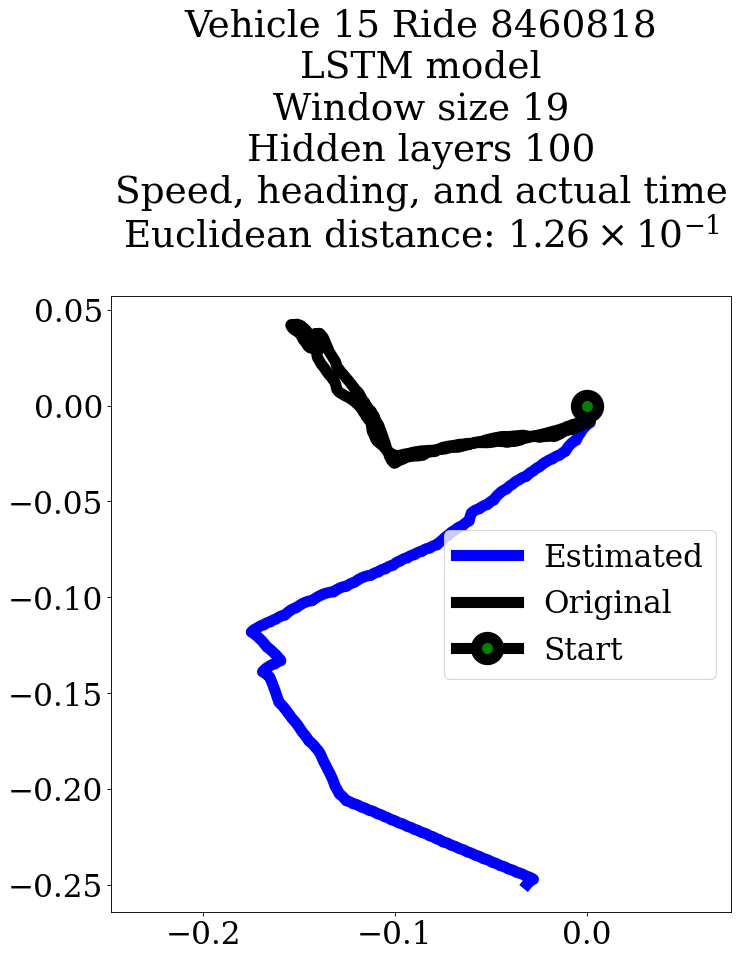 Vehicle 15 Ride 8460818
LSTM model
Window size 19
Hidden layers 100
Speed, heading, and actual time
Euclidean distance: 1.26 × 10⁻¹
0.05
0.00
−0.05
−0.10
−0.15
−0.20
−0.25
Estimated
Original
Start
−0.2 −0.1 0.0